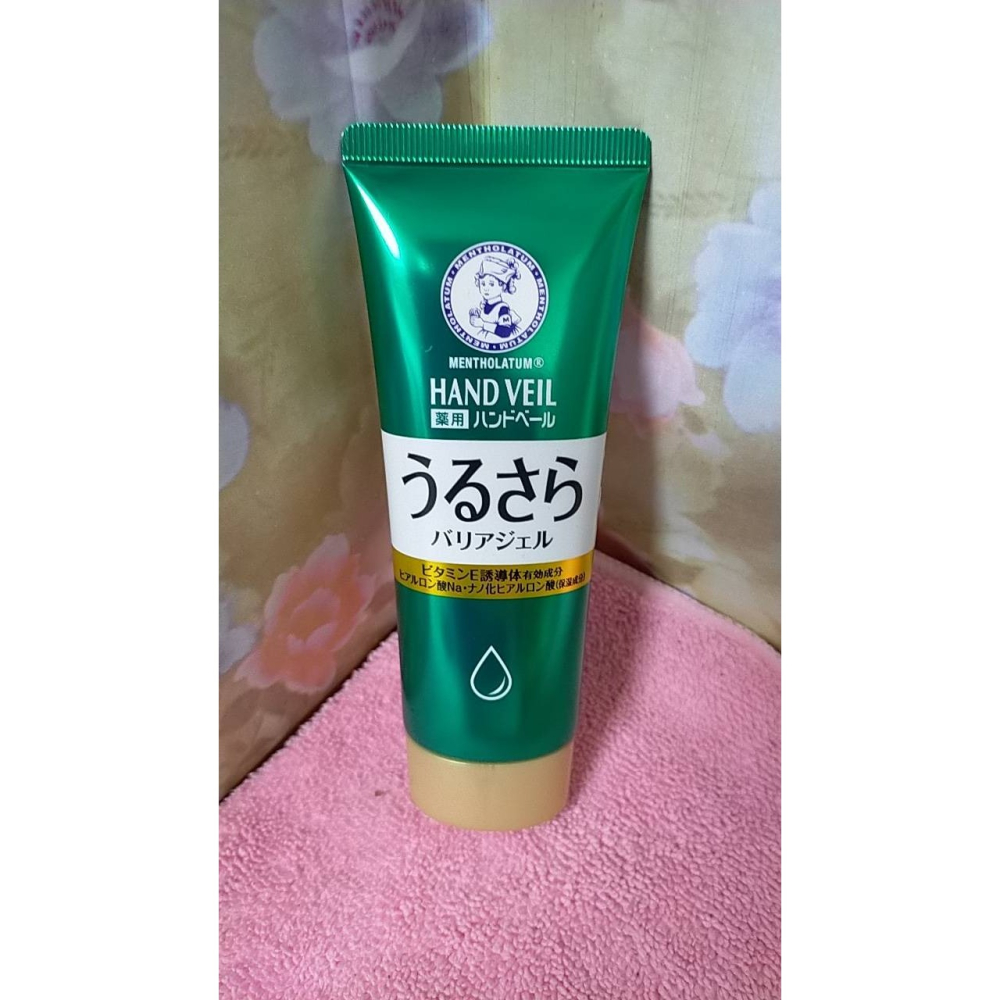 MENTHOLATUM · MENTHOLATUM · MENTHOLATUM ·
M
MENTHOLATUM®
HAND VEIL
薬用 ハンドベール
うるさら
バリアジェル
ビタミンE誘導体 有効成分
ヒアルロン酸Na・ナノ化ヒアルロン酸(保湿成分)